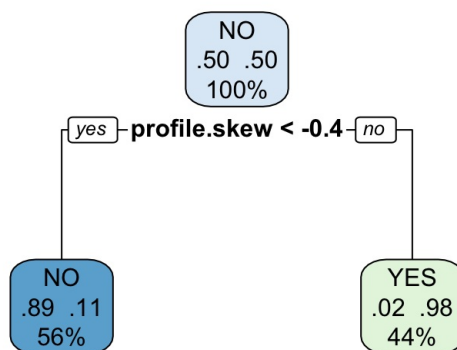 NO
.50 .50
100%
yes profile.skew < -0.4 no
NO
.89 .11
56%
YES
.02 .98
44%